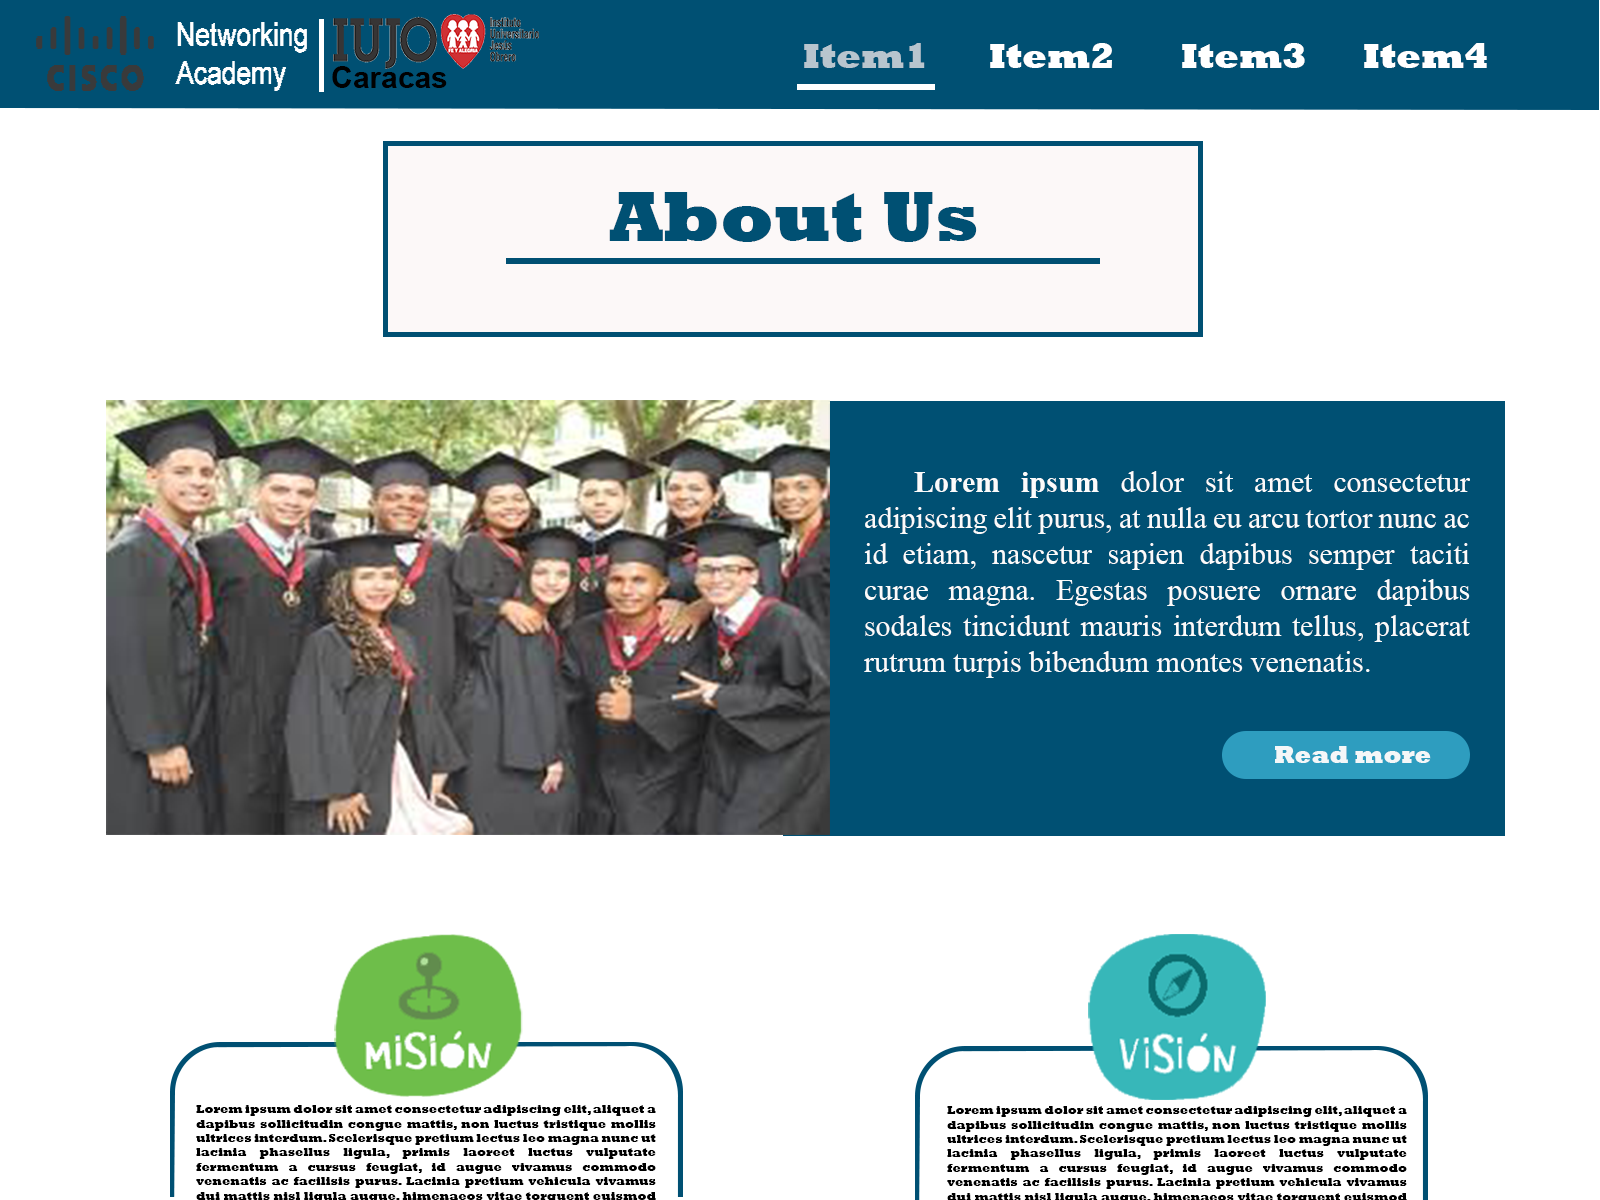 CISCO
Networking
Academy
IUJO
FE Y ALEGRIA
Instituto
Universitario
Jesús
Caracas
Item1 Item2 Item3 Item4
About Us
Lorem ipsum dolor sit amet consectetur
adipiscing elit purus, at nulla eu arcu tortor nunc ac
id etiam, nascetur sapien dapibus semper taciti
curae magna. Egestas posuere ornare dapibus
sodales tincidunt mauris interdum tellus, placerat
rutrum turpis bibendum montes venenatis.
Read more
MiSióN
Lorem ipsum dolor sit amet consectetur adipiscing elit, aliquet a
dapibus sollicitudin congue mattis, non luctus tristique mollis
ultrices interdum. Scelerisque pretium lectus leo magna nunc ut
lacinia phasellus ligula, primis laoreet luctus vulputate
fermentum a cursus feugiat, id augue vivamus commodo
venenatis ac facilisis purus. Lacinia pretium vehicula vivamus
dui mattis nisl ligula augue, himenaeos vitae torquent euismod
ViSióN
Lorem ipsum dolor sit amet consectetur adipiscing elit, aliquet a
dapibus sollicitudin congue mattis, non luctus tristique mollis
ultrices interdum. Scelerisque pretium lectus leo magna nunc ut
lacinia phasellus ligula, primis laoreet luctus vulputate
fermentum a cursus feugiat, id augue vivamus commodo
venenatis ac facilisis purus. Lacinia pretium vehicula vivamus
dui mattis nisl ligula augue, himenaeos vitae torquent euismod